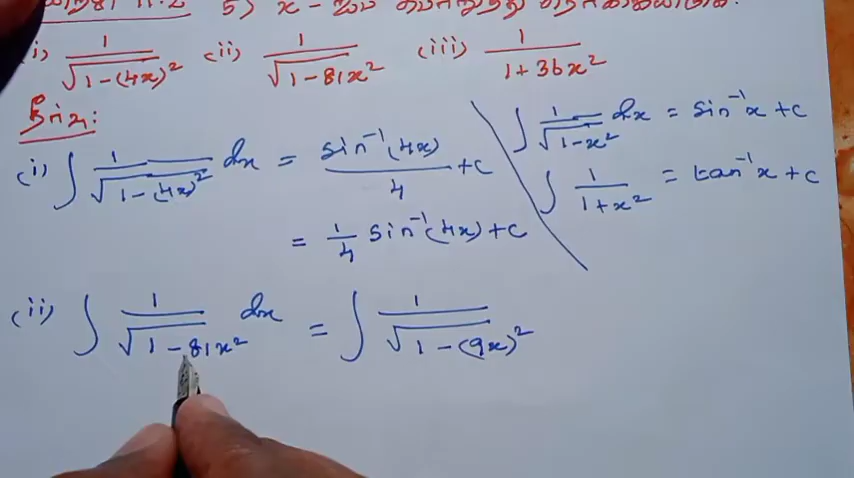 5) x - ஐப்
(i) 1/√(1-(4x)²) (ii) 1/√(1-81x²) (iii) 1/(1+36x²)
தீர்வு:
(i) ∫ 1/√(1-(4x)²) dx = sin⁻¹(4x)/4 + c
= 1/4 sin⁻¹(4x) + c
∫ 1/√(1-x²) dx = sin⁻¹x + c
∫ 1/(1+x²) = tan⁻¹x + c
(ii) ∫ 1/√(1-81x²) dx = ∫ 1/√(1-(9x)²)